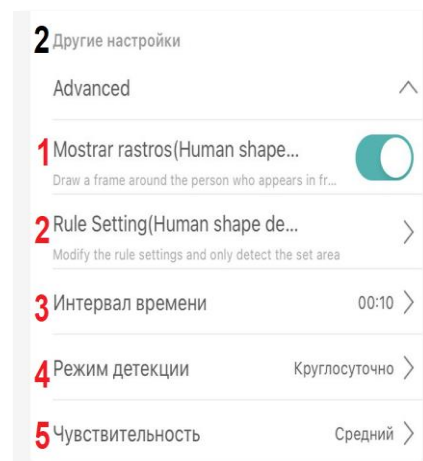 2 Другие настройки
Advanced
1 Mostrar rastros(Human shape...
Draw a frame around the person who appears in fr...
2 Rule Setting(Human shape de...
Modify the rule settings and only detect the set area
3 Интервал времени 00:10
4 Режим детекции Круглосуточно
5 Чувствительность Средний